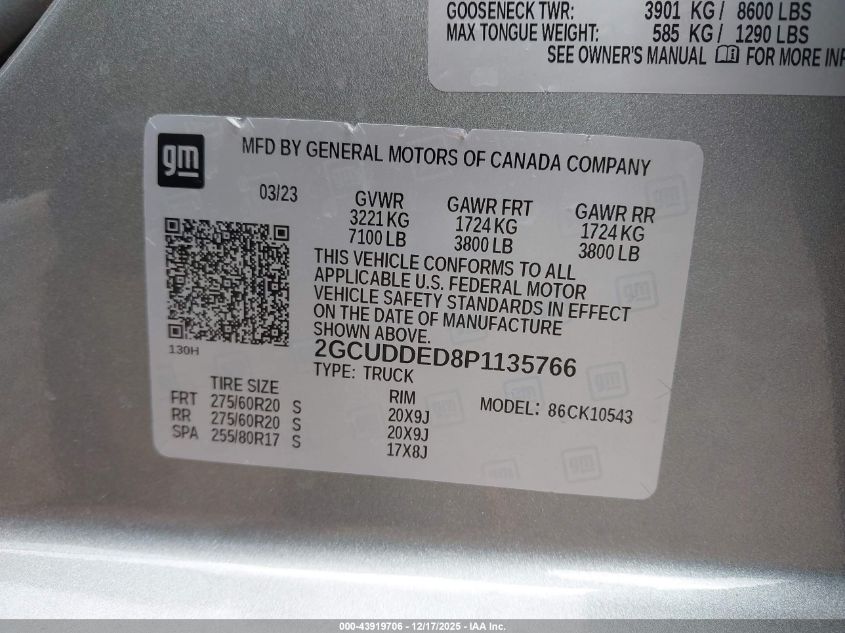 GOOSENECK TWR: 3901 KG / 8600 LBS
MAX TONGUE WEIGHT: 585 KG / 1290 LBS
SEE OWNER'S MANUAL FOR MORE INF
gm
MFD BY GENERAL MOTORS OF CANADA COMPANY
03/23
GVWR GAWR FRT GAWR RR
3221 KG 1724 KG 1724 KG
7100 LB 3800 LB 3800 LB
THIS VEHICLE CONFORMS TO ALL
APPLICABLE U.S. FEDERAL MOTOR
VEHICLE SAFETY STANDARDS IN EFFECT
ON THE DATE OF MANUFACTURE
SHOWN ABOVE.
130H
2GCUDDED8P1135766
TYPE: TRUCK
TIRE SIZE RIM MODEL: 86CK10543
FRT 275/60R20 S 20X9J
RR 275/60R20 S 20X9J
SPA 255/80R17 S 17X8J
000-43919706 - 12/17/2025 - IAA Inc.